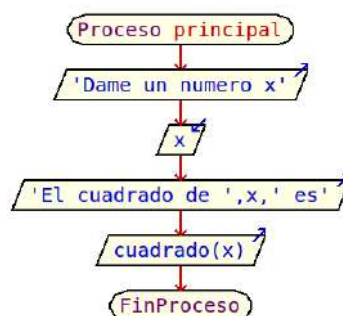 Proceso principal
'Dame un numero x'
x
'El cuadrado de ',x,' es'
cuadrado(x)
FinProceso